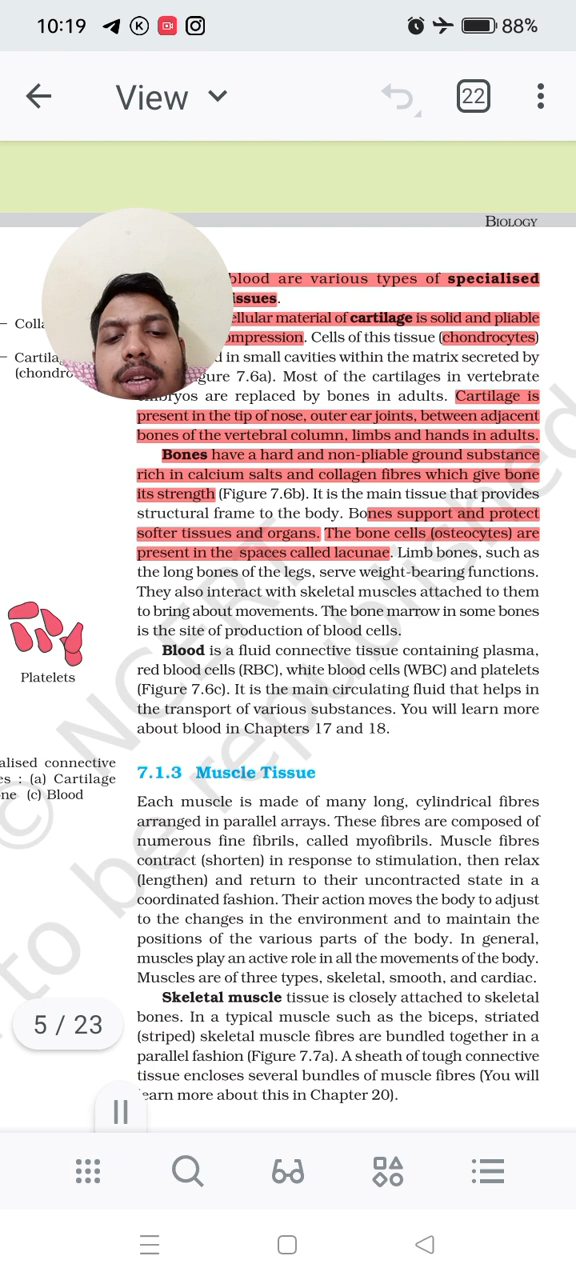 10:19
88%
View
22
BIOLOGY
blood are various types of specialised
issues.
ellular material of cartilage is solid and pliable
ompression. Cells of this tissue (chondrocytes)
d in small cavities within the matrix secreted by
gure 7.6a). Most of the cartilages in vertebrate
embryos are replaced by bones in adults. Cartilage is
present in the tip of nose, outer ear joints, between adjacent
bones of the vertebral column, limbs and hands in adults.
Bones have a hard and non-pliable ground substance
rich in calcium salts and collagen fibres which give bone
its strength (Figure 7.6b). It is the main tissue that provides
structural frame to the body. Bones support and protect
softer tissues and organs. The bone cells (osteocytes) are
present in the spaces called lacunae. Limb bones, such as
the long bones of the legs, serve weight-bearing functions.
They also interact with skeletal muscles attached to them
to bring about movements. The bone marrow in some bones
is the site of production of blood cells.
Blood is a fluid connective tissue containing plasma,
red blood cells (RBC), white blood cells (WBC) and platelets
(Figure 7.6c). It is the main circulating fluid that helps in
the transport of various substances. You will learn more
about blood in Chapters 17 and 18.
Colla
Cartila
(chondro
Platelets
alised connective
es : (a) Cartilage
ne (c) Blood
7.1.3 Muscle Tissue
Each muscle is made of many long, cylindrical fibres
arranged in parallel arrays. These fibres are composed of
numerous fine fibrils, called myofibrils. Muscle fibres
contract (shorten) in response to stimulation, then relax
(lengthen) and return to their uncontracted state in a
coordinated fashion. Their action moves the body to adjust
to the changes in the environment and to maintain the
positions of the various parts of the body. In general,
muscles play an active role in all the movements of the body.
Muscles are of three types, skeletal, smooth, and cardiac.
Skeletal muscle tissue is closely attached to skeletal
bones. In a typical muscle such as the biceps, striated
(striped) skeletal muscle fibres are bundled together in a
parallel fashion (Figure 7.7a). A sheath of tough connective
tissue encloses several bundles of muscle fibres (You will
earn more about this in Chapter 20).
5 / 23
© NCERT
to be republished